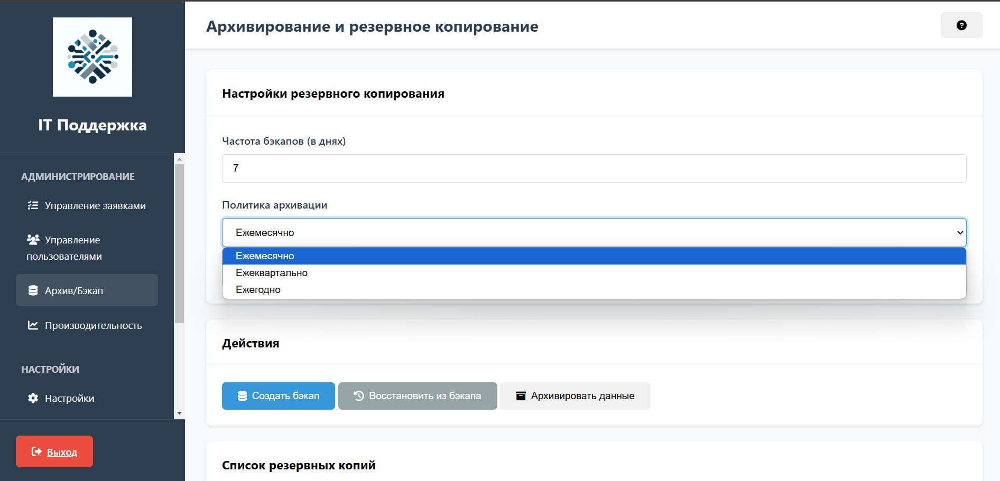 IT Поддержка
АДМИНИСТРИРОВАНИЕ
Управление заявками
Управление
пользователями
Архив/Бэкап
Производительность
НАСТРОЙКИ
Настройки
Выход
Архивирование и резервное копирование
Настройки резервного копирования
Частота бэкапов (в днях)
7
Политика архивации
Ежемесячно
Ежемесячно
Ежеквартально
Ежегодно
Действия
Создать бэкап
Восстановить из бэкапа
Архивировать данные
Список резервных копий